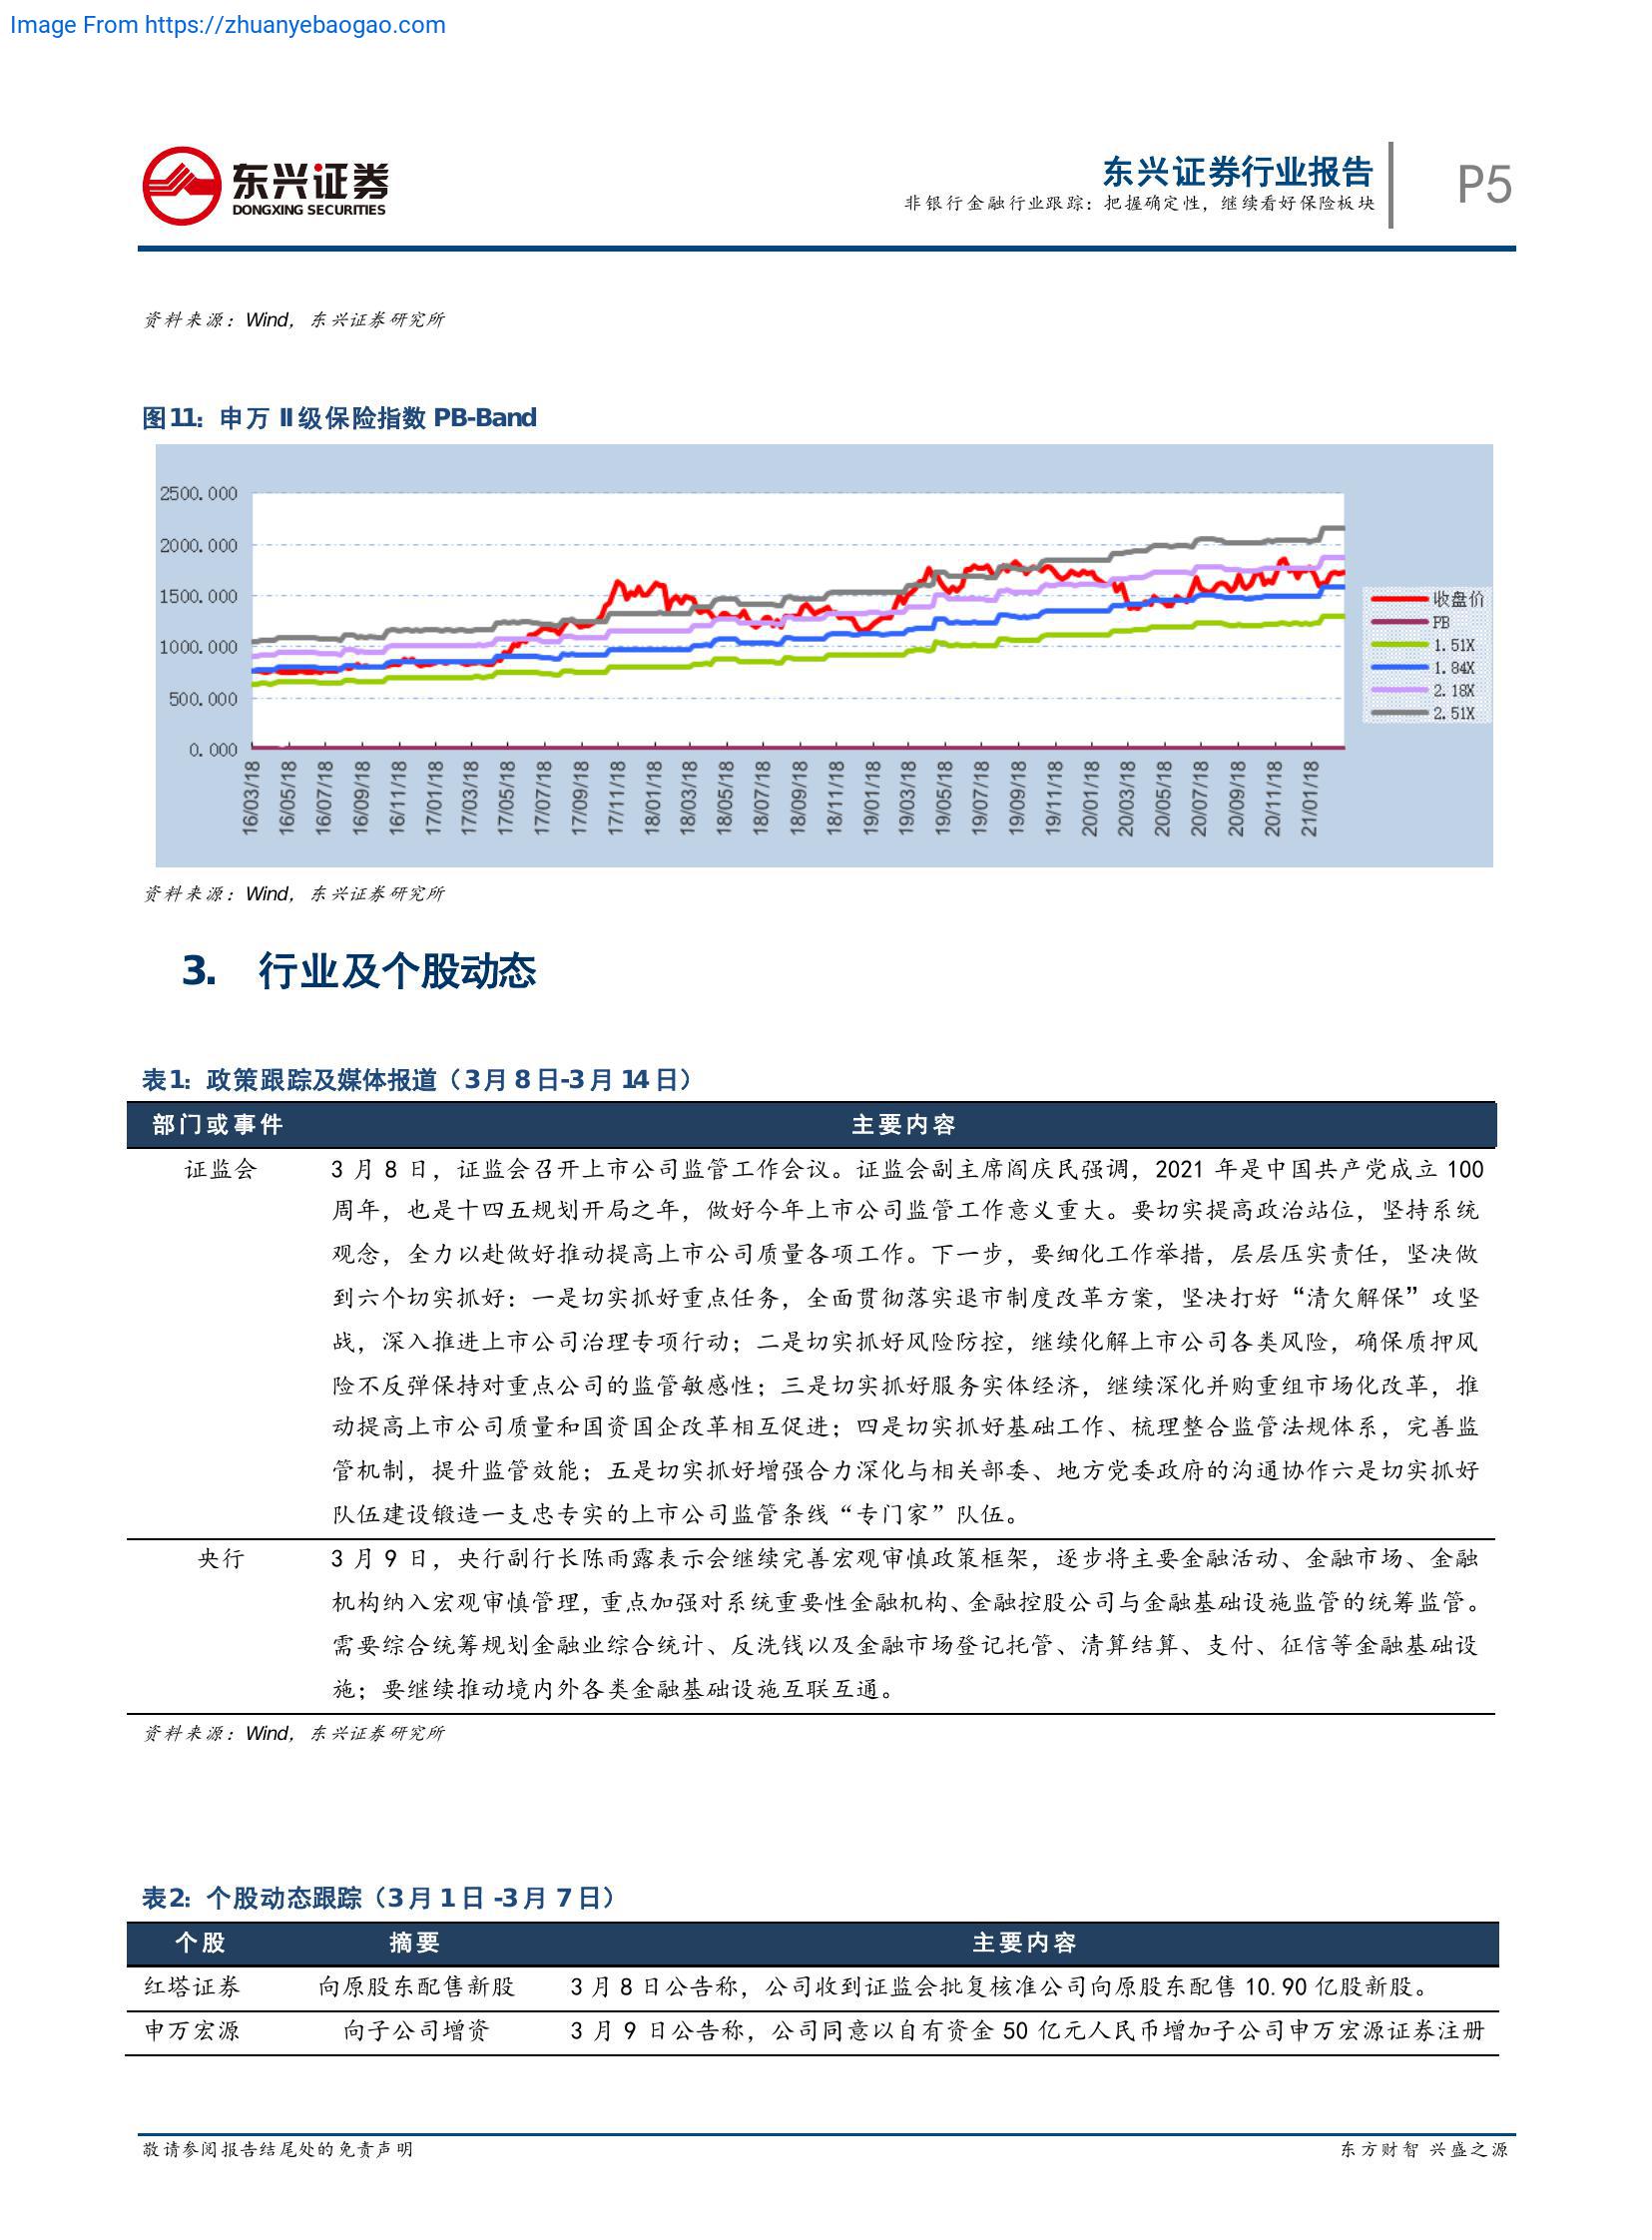 Image From https://zhuanyebaogao.com
东兴证券
DONGXING SECURITIES
东兴证券行业报告
非银行金融行业跟踪：把握确定性，继续看好保险板块
P5
资料来源：Wind，东兴证券研究所
图11：申万 II 级保险指数 PB-Band
2500.000
2000.000
1500.000
1000.000
500.000
0.000
16/03/18
16/05/18
16/07/18
16/09/18
16/11/18
17/01/18
17/03/18
17/05/18
17/07/18
17/09/18
17/11/18
18/01/18
18/03/18
18/05/18
18/07/18
18/09/18
18/11/18
19/01/18
19/03/18
19/05/18
19/07/18
19/09/18
19/11/18
20/01/18
20/03/18
20/05/18
20/07/18
20/09/18
20/11/18
21/01/18
收盘价
PB
1.51X
1.84X
2.18X
2.51X
资料来源：Wind，东兴证券研究所
3. 行业及个股动态
表1：政策跟踪及媒体报道（3月8日-3月14日）
部门或事件 主要内容
证监会 3 月 8 日，证监会召开上市公司监管工作会议。证监会副主席阎庆民强调，2021 年是中国共产党成立 100
周年，也是十四五规划开局之年，做好今年上市公司监管工作意义重大。要切实提高政治站位，坚持系统
观念，全力以赴做好推动提高上市公司质量各项工作。下一步，要细化工作举措，层层压实责任，坚决做
到六个切实抓好：一是切实抓好重点任务，全面贯彻落实退市制度改革方案，坚决打好“清欠解保”攻坚
战，深入推进上市公司治理专项行动；二是切实抓好风险防控，继续化解上市公司各类风险，确保质押风
险不反弹保持对重点公司的监管敏感性；三是切实抓好服务实体经济，继续深化并购重组市场化改革，推
动提高上市公司质量和国资国企改革相互促进；四是切实抓好基础工作、梳理整合监管法规体系，完善监
管机制，提升监管效能；五是切实抓好增强合力深化与相关部委、地方党委政府的沟通协作六是切实抓好
队伍建设锻造一支忠专实的上市公司监管条线“专门家”队伍。
央行 3 月 9 日，央行副行长陈雨露表示会继续完善宏观审慎政策框架，逐步将主要金融活动、金融市场、金融
机构纳入宏观审慎管理，重点加强对系统重要性金融机构、金融控股公司与金融基础设施监管的统筹监管。
需要综合统筹规划金融业综合统计、反洗钱以及金融市场登记托管、清算结算、支付、征信等金融基础设
施；要继续推动境内外各类金融基础设施互联互通。
资料来源：Wind，东兴证券研究所
表2：个股动态跟踪（3月1日-3月7日）
个股 摘要 主要内容
红塔证券 向原股东配售新股 3 月 8 日公告称，公司收到证监会批复核准公司向原股东配售 10.90 亿股新股。
申万宏源 向子公司增资 3 月 9 日公告称，公司同意以自有资金 50 亿元人民币增加子公司申万宏源证券注册
敬请参阅报告结尾处的免责声明
东方财智 兴盛之源